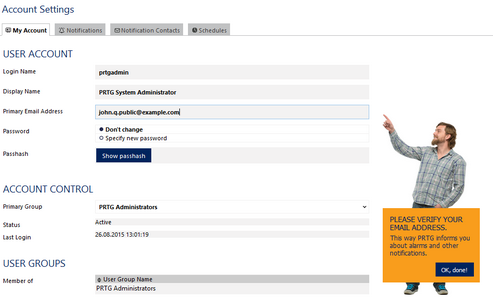 Account Settings
My Account Notifications Notification Contacts Schedules
USER ACCOUNT
Login Name prtgadmin
Display Name PRTG System Administrator
Primary Email Address john.q.public@example.com
Password Don't change
Specify new password
Passhash Show passhash
ACCOUNT CONTROL
Primary Group PRTG Administrators
Status Active
Last Login 26.08.2015 13:01:19
USER GROUPS
Member of User Group Name
PRTG Administrators
PLEASE VERIFY YOUR
EMAIL ADDRESS.
This way PRTG informs you
about alarms and other
notifications.
OK, done!